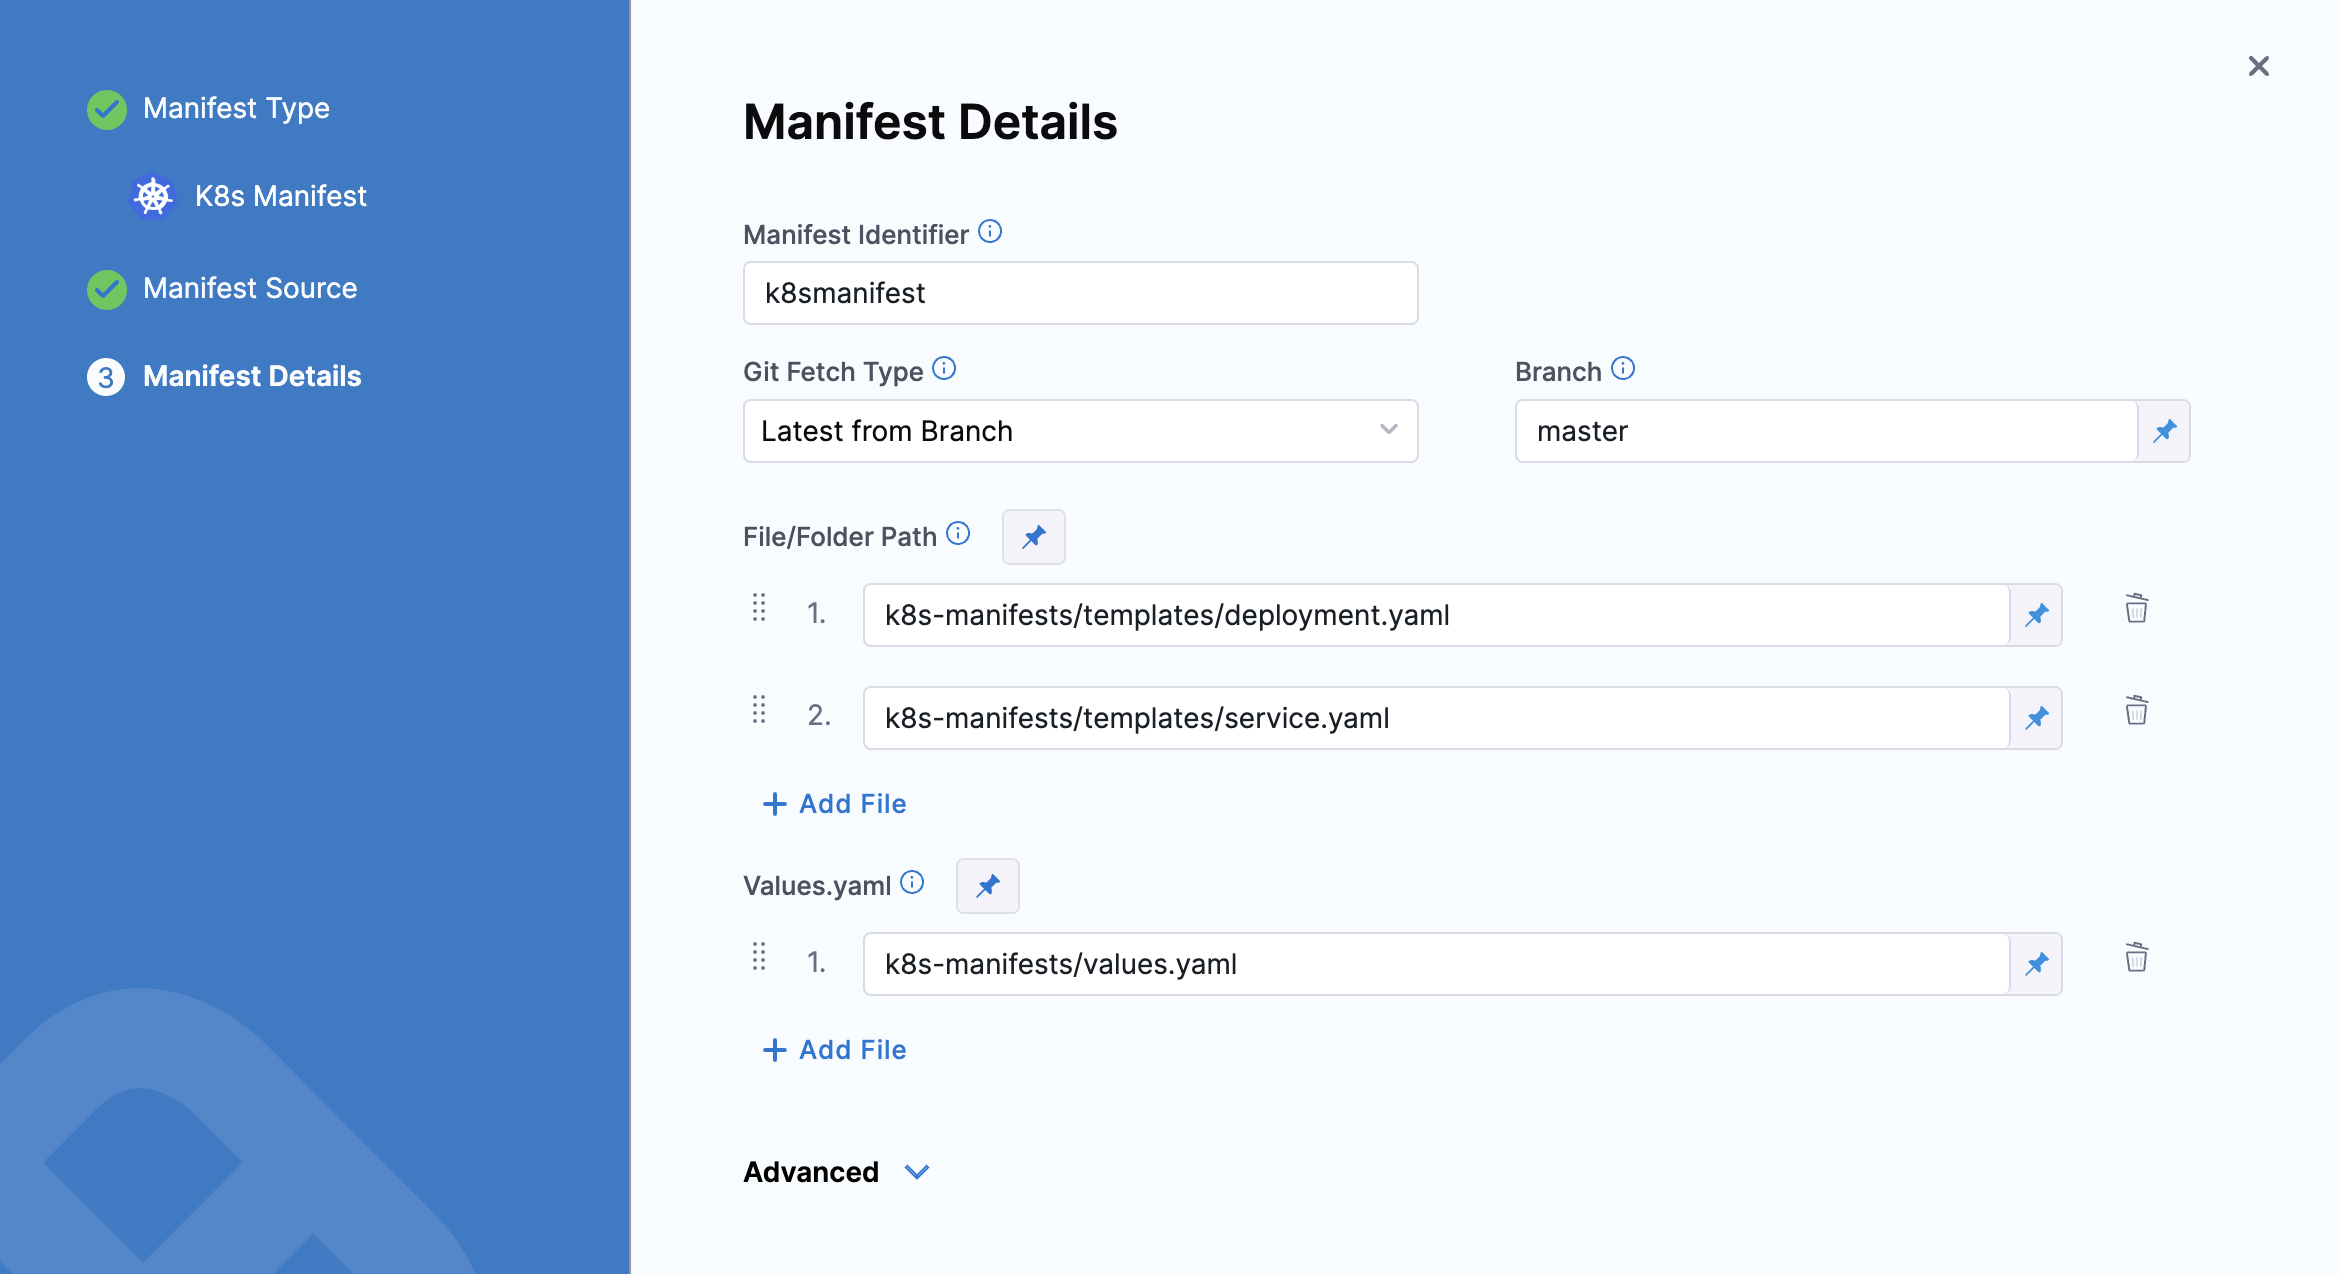 Manifest Type
K8s Manifest
Manifest Source
3 Manifest Details
Manifest Details
Manifest Identifier
k8smanifest
Git Fetch Type
Latest from Branch
Branch
master
File/Folder Path
1. k8s-manifests/templates/deployment.yaml
2. k8s-manifests/templates/service.yaml
+ Add File
Values.yaml
1. k8s-manifests/values.yaml
+ Add File
Advanced